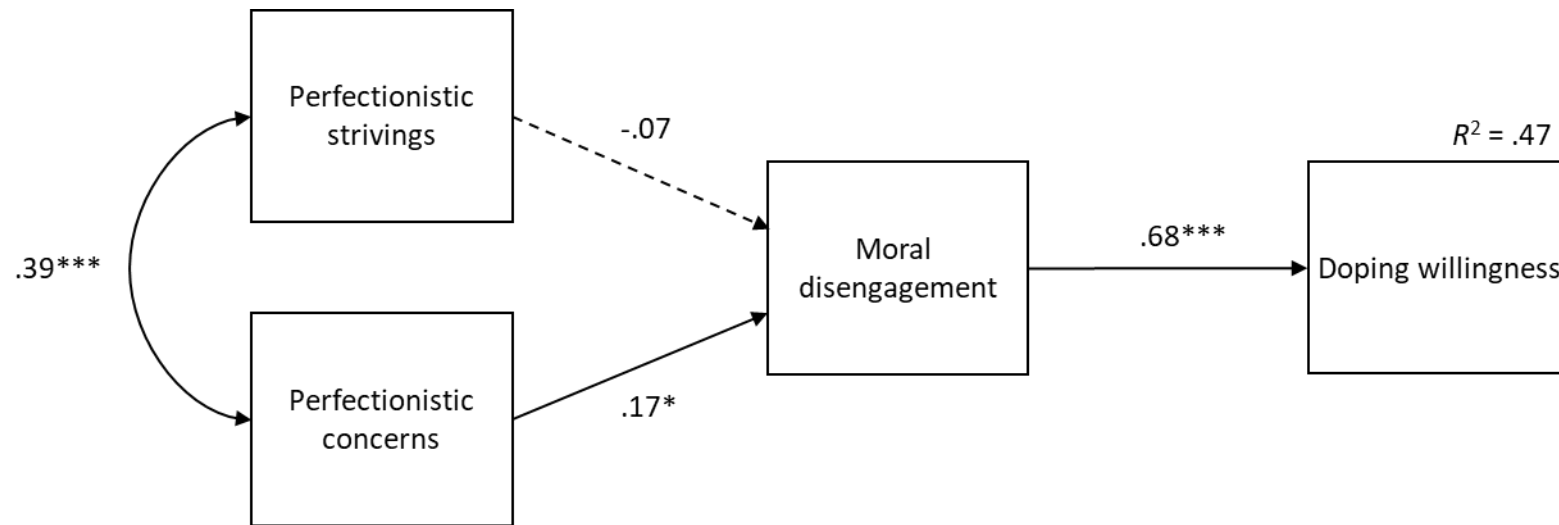 Perfectionistic
strivings
-.07
R² = .47
.39***
Moral
disengagement
.68***
Doping willingness
Perfectionistic
concerns
.17*